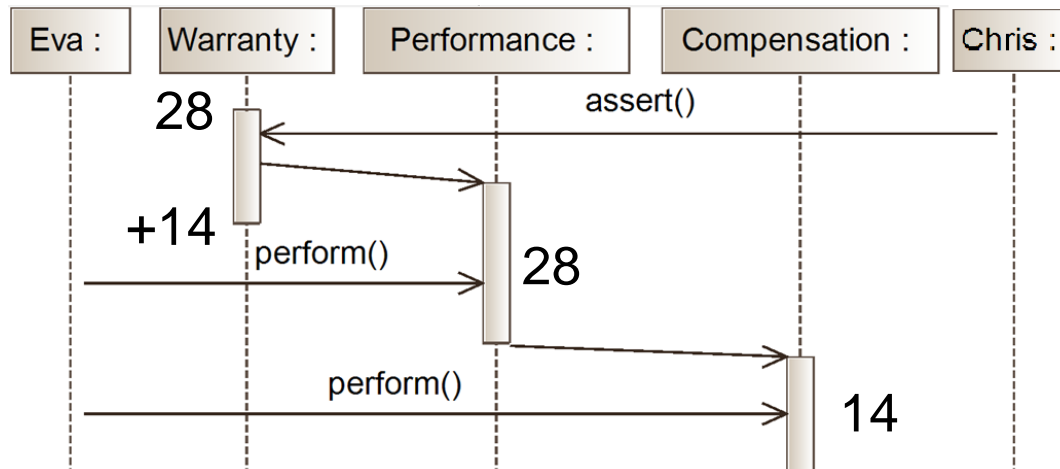 Eva :
Warranty :
Performance :
Compensation :
Chris :
assert()
28
+14
perform()
28
perform()
14